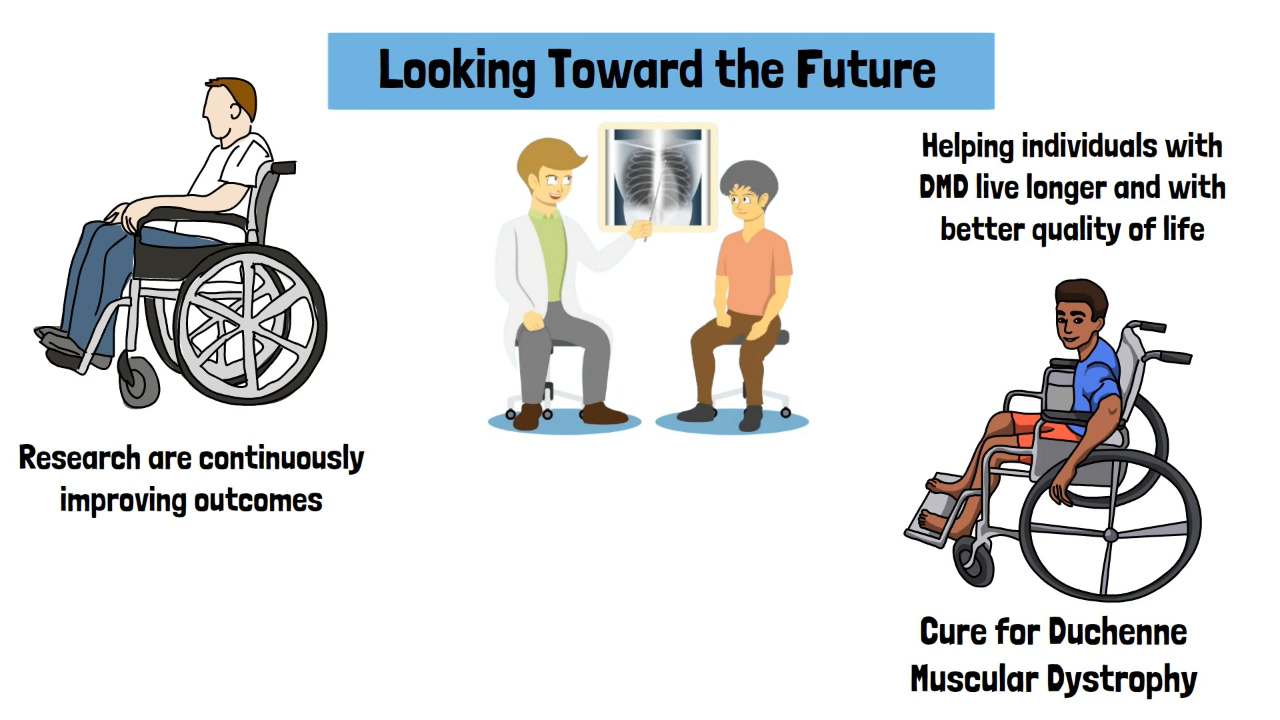 Looking Toward the Future
Helping individuals with
DMD live longer and with
better quality of life
Research are continuously
improving outcomes
Cure for Duchenne
Muscular Dystrophy